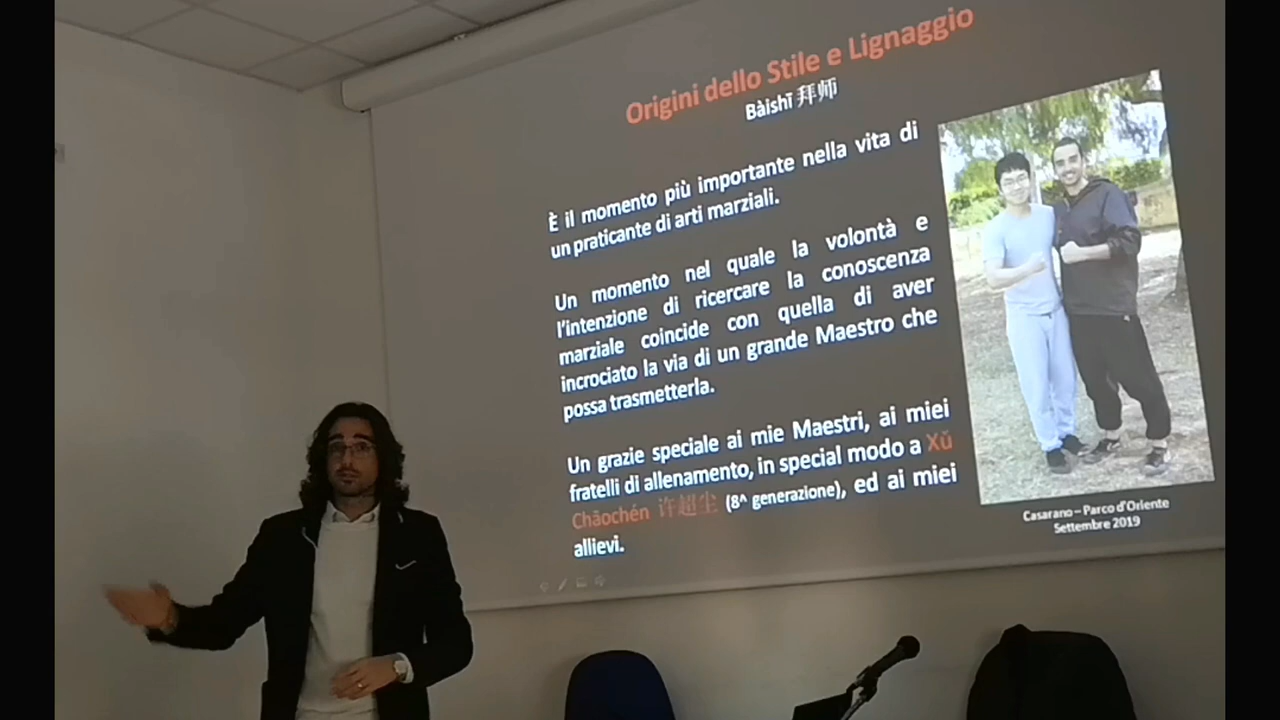 Origini dello Stile e Lignaggio
Bàishī 拜师
È il momento più importante nella vita di
un praticante di arti marziali.
Un momento nel quale la volontà e
l'intenzione di ricercare la conoscenza
marziale coincide con quella di aver
incrociato la via di un grande Maestro che
possa trasmetterla.
Un grazie speciale ai mie Maestri, ai miei
fratelli di allenamento, in special modo a Xǔ
Chāochén 许超尘 (8^ generazione), ed ai miei
allievi.
Casarano – Parco d'Oriente
Settembre 2019